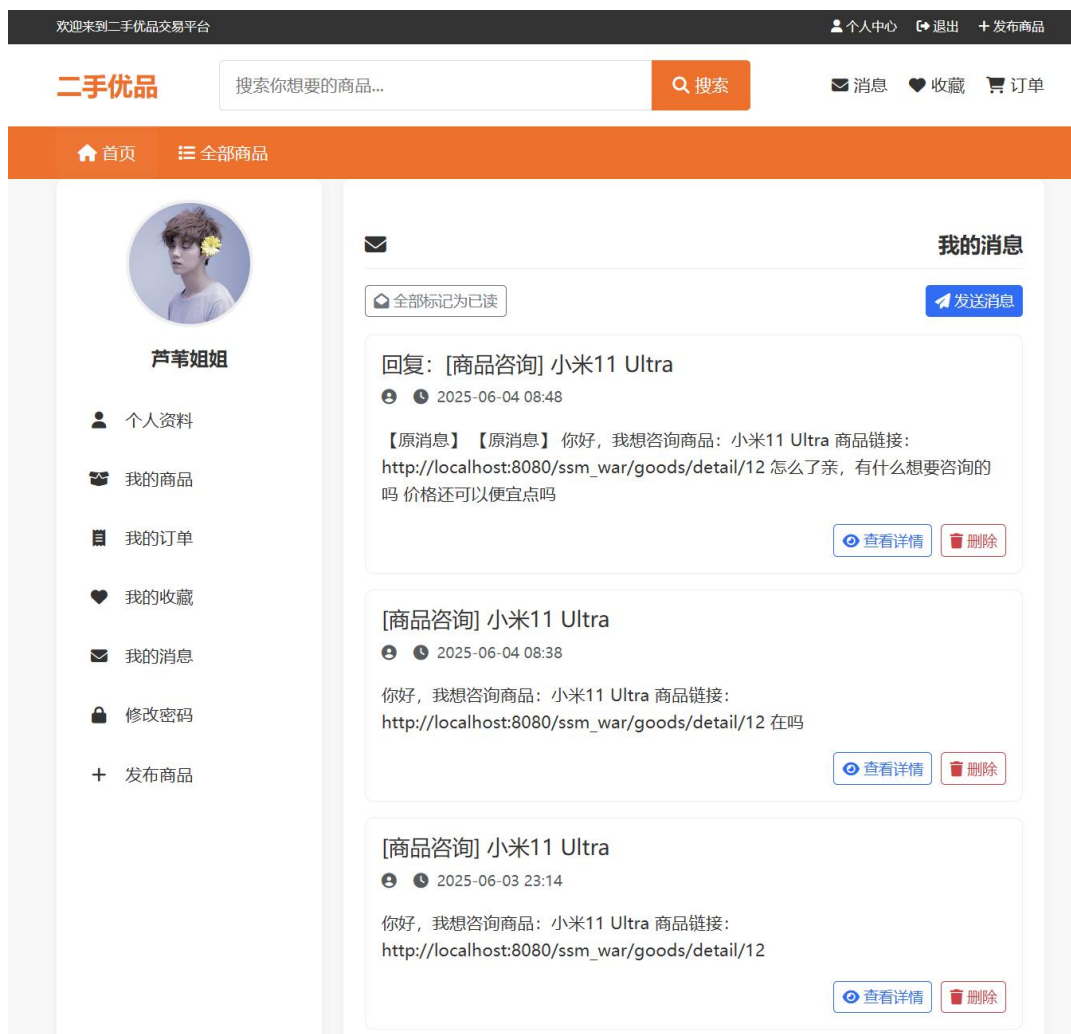 欢迎来到二手优品交易平台
个人中心 退出 发布商品
二手优品
搜索你想要的商品...
搜索
消息 收藏 订单
首页 全部商品
芦苇姐姐
个人资料
我的商品
我的订单
我的收藏
我的消息
修改密码
发布商品
我的消息
全部标记为已读
发送消息
回复：[商品咨询] 小米11 Ultra
2025-06-04 08:48
【原消息】 【原消息】 你好，我想咨询商品：小米11 Ultra 商品链接：
http://localhost:8080/ssm_war/goods/detail/12 怎么了亲，有什么想要咨询的
吗 价格还可以便宜点吗
查看详情 删除
[商品咨询] 小米11 Ultra
2025-06-04 08:38
你好，我想咨询商品：小米11 Ultra 商品链接：
http://localhost:8080/ssm_war/goods/detail/12 在吗
查看详情 删除
[商品咨询] 小米11 Ultra
2025-06-03 23:14
你好，我想咨询商品：小米11 Ultra 商品链接：
http://localhost:8080/ssm_war/goods/detail/12
查看详情 删除